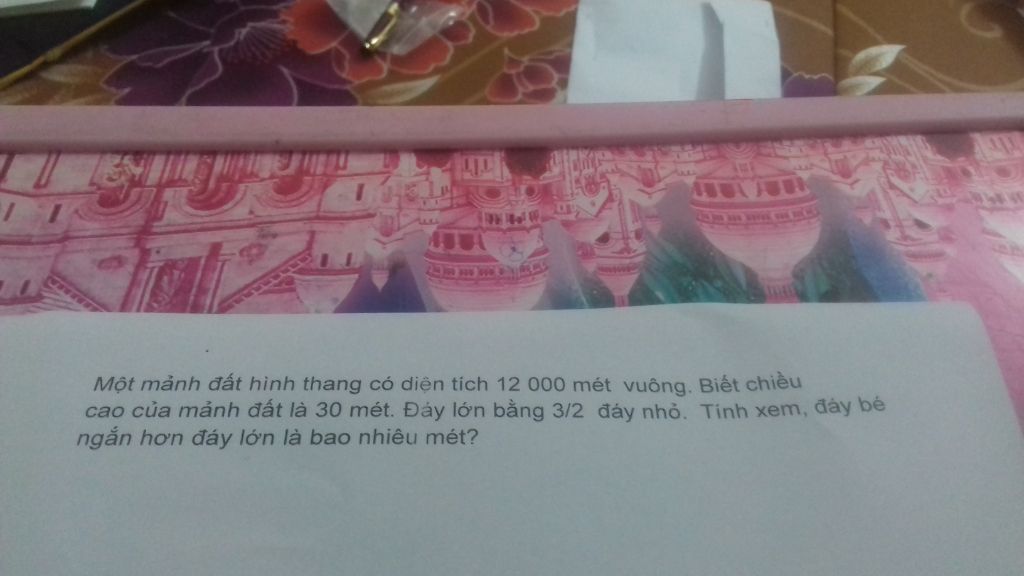 Một mảnh đất hình thang có diện tích 12 000 mét vuông. Biết chiều
cao của mảnh đất là 30 mét. Đáy lớn bằng 3/2 đáy nhỏ. Tính xem, đáy bé
ngắn hơn đáy lớn là bao nhiêu mét?